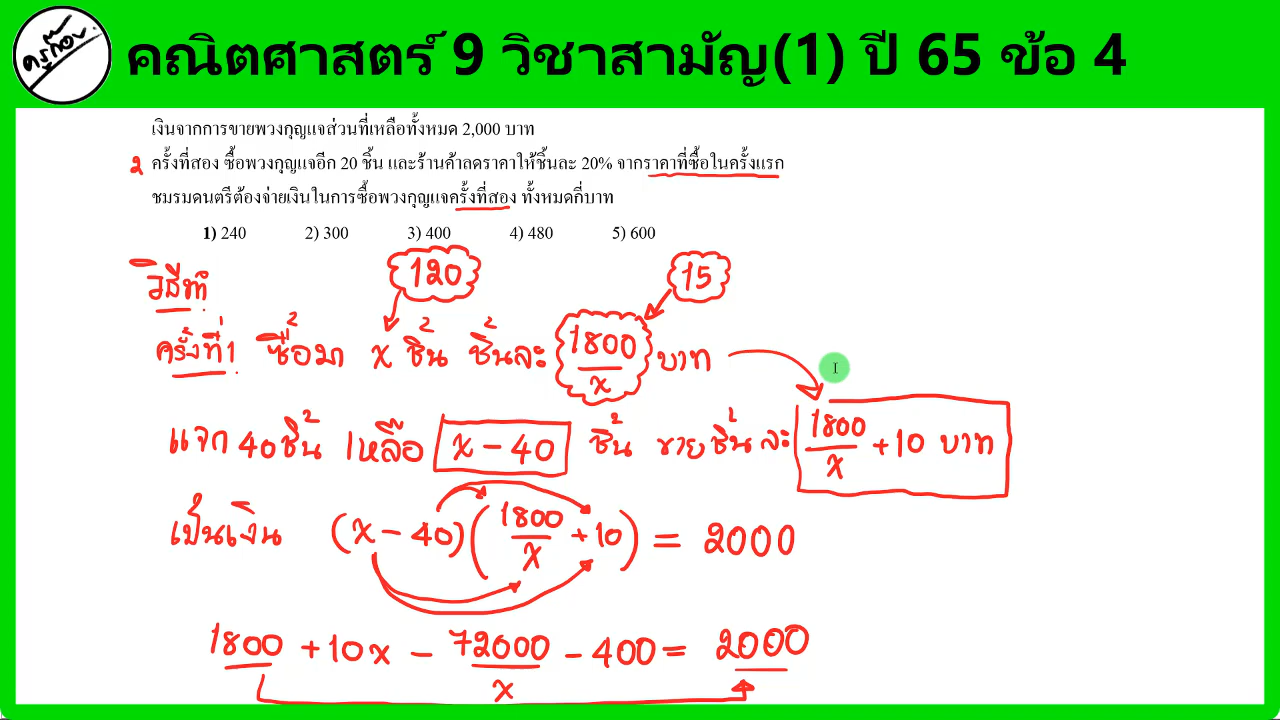 ครูก๊อบ
คณิตศาสตร์ 9 วิชาสามัญ(1) ปี 65 ข้อ 4
เงินจากการขายพวงกุญแจส่วนที่เหลือทั้งหมด 2,000 บาท
2 ครั้งที่สอง ซื้อพวงกุญแจอีก 20 ชิ้น และร้านค้าลดราคาให้ชิ้นละ 20% จากราคาที่ซื้อในครั้งแรก
ชมรมดนตรีต้องจ่ายเงินในการซื้อพวงกุญแจครั้งที่สอง ทั้งหมดกี่บาท
1) 240 2) 300 3) 400 4) 480 5) 600
วิธีทำ
120 15
ครั้งที่1 ซื้อมา x ชิ้น ชิ้นละ 1800/x บาท
แจก 40ชิ้น เหลือ x - 40 ชิ้น ขายชิ้นละ 1800/x + 10 บาท
เป็นเงิน (x - 40)(1800/x + 10) = 2000
1800 + 10x - 72000/x - 400 = 2000